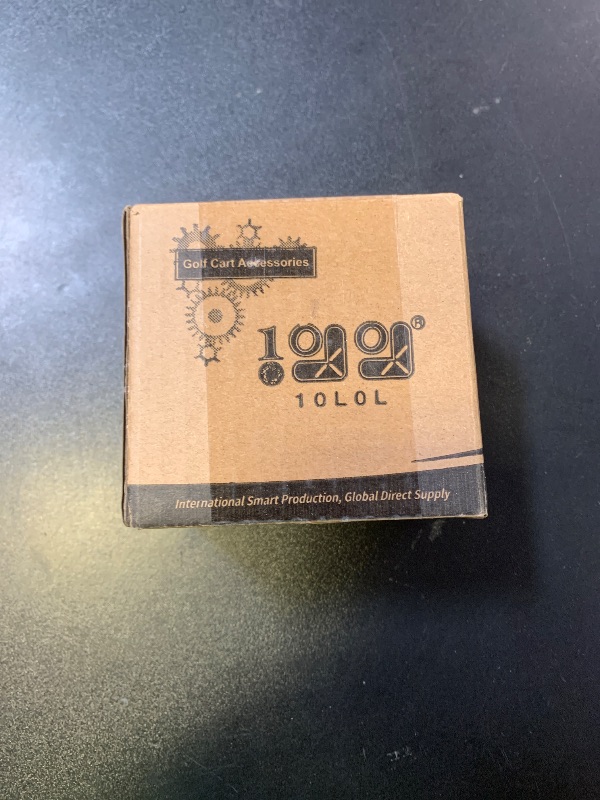 Golf Cart Accessories
10L0L
International Smart Production, Global Direct Supply